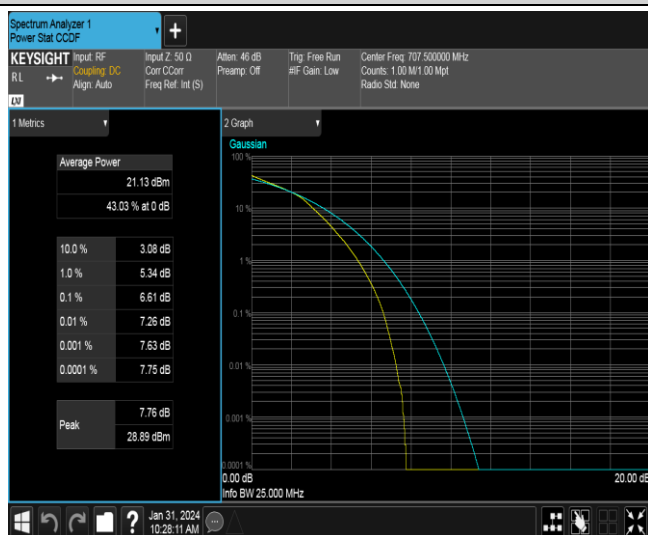 Spectrum Analyzer 1
Power Stat CCDF
+
KEYSIGHT
RL
LXI
Input: RF
Coupling: DC
Align: Auto
Input Z: 50 Ω
Corr CCorr
Freq Ref: Int (S)
Atten: 46 dB
Preamp: Off
Trig: Free Run
#IF Gain: Low
Center Freq: 707.500000 MHz
Counts: 1.00 M/1.00 Mpt
Radio Std: None
1 Metrics
Average Power
21.13 dBm
43.03 % at 0 dB
10.0 % 3.08 dB
1.0 % 5.34 dB
0.1 % 6.61 dB
0.01 % 7.26 dB
0.001 % 7.63 dB
0.0001 % 7.75 dB
Peak
7.76 dB
28.89 dBm
2 Graph
Gaussian
100 %
10 %
1 %
0.1 %
0.01 %
0.001 %
0.0001 %
0.00 dB 20.00 dB
Info BW 25.000 MHz
?
Jan 31, 2024
10:28:11 AM